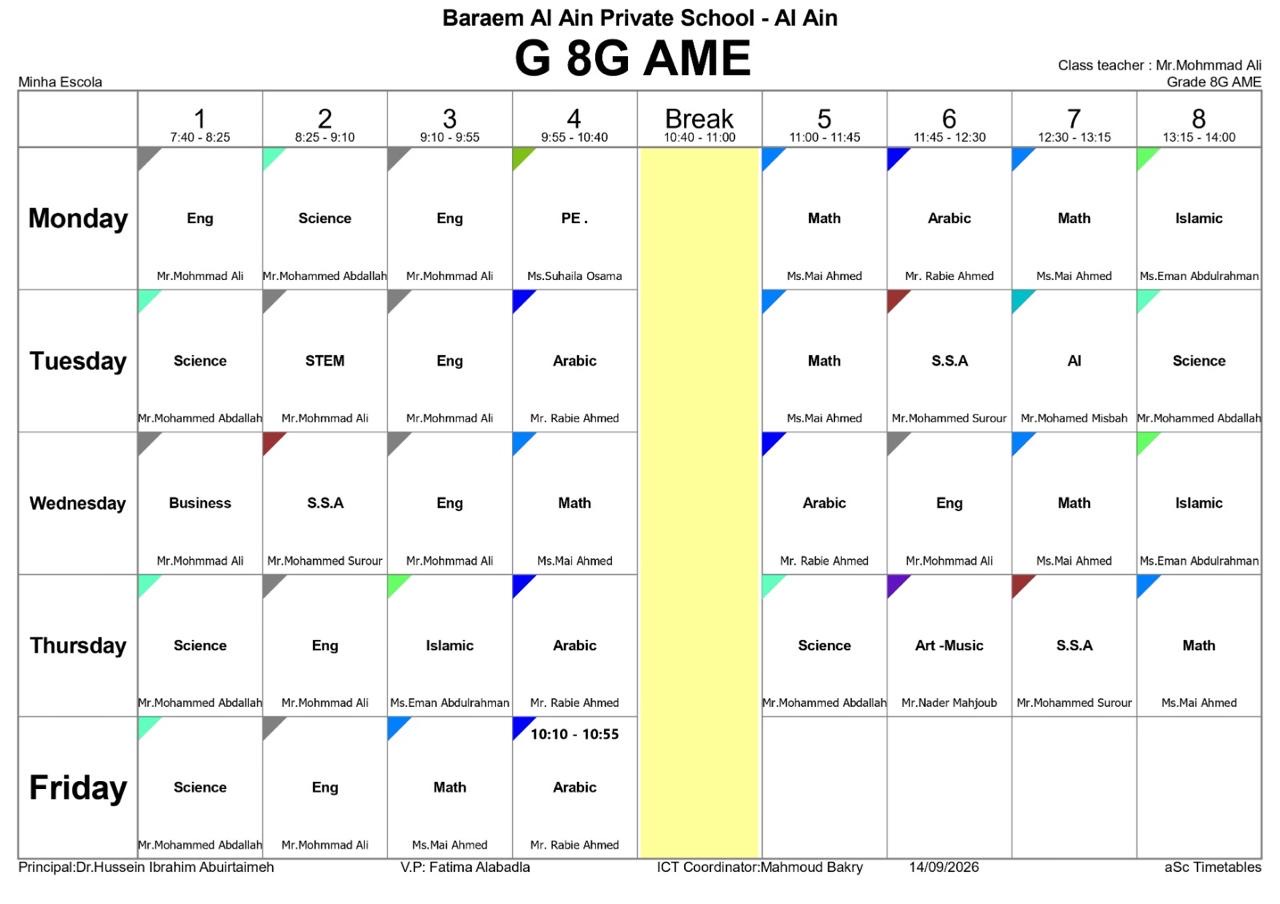 Baraem Al Ain Private School - Al Ain
G 8G AME
Class teacher : Mr.Mohmmad Ali
Minha Escola
Grade 8G AME
1 2 3 4 Break 5 6 7 8
7:40 - 8:25 8:25 - 9:10 9:10 - 9:55 9:55 - 10:40 10:40 - 11:00 11:00 - 11:45 11:45 - 12:30 12:30 - 13:15 13:15 - 14:00
Monday Eng Science Eng PE . Math Arabic Math Islamic
Mr.Mohmmad Ali Mr.Mohammed Abdallah Mr.Mohmmad Ali Ms.Suhaila Osama Ms.Mai Ahmed Mr. Rabie Ahmed Ms.Mai Ahmed Ms.Eman Abdulrahman
Tuesday Science STEM Eng Arabic Math S.S.A AI Science
Mr.Mohammed Abdallah Mr.Mohmmad Ali Mr.Mohmmad Ali Mr. Rabie Ahmed Ms.Mai Ahmed Mr.Mohammed Surour Mr.Mohamed Misbah Mr.Mohammed Abdallah
Wednesday Business S.S.A Eng Math Arabic Eng Math Islamic
Mr.Mohmmad Ali Mr.Mohammed Surour Mr.Mohmmad Ali Ms.Mai Ahmed Mr. Rabie Ahmed Mr.Mohmmad Ali Ms.Mai Ahmed Ms.Eman Abdulrahman
Thursday Science Eng Islamic Arabic Science Art -Music S.S.A Math
Mr.Mohammed Abdallah Mr.Mohmmad Ali Ms.Eman Abdulrahman Mr. Rabie Ahmed Mr.Mohammed Abdallah Mr.Nader Mahjoub Mr.Mohammed Surour Ms.Mai Ahmed
10:10 - 10:55
Friday Science Eng Math Arabic
Mr.Mohammed Abdallah Mr.Mohmmad Ali Ms.Mai Ahmed Mr. Rabie Ahmed
Principal:Dr.Hussein Ibrahim Abuirtaimeh V.P: Fatima Alabadla ICT Coordinator:Mahmoud Bakry 14/09/2026 aSc Timetables